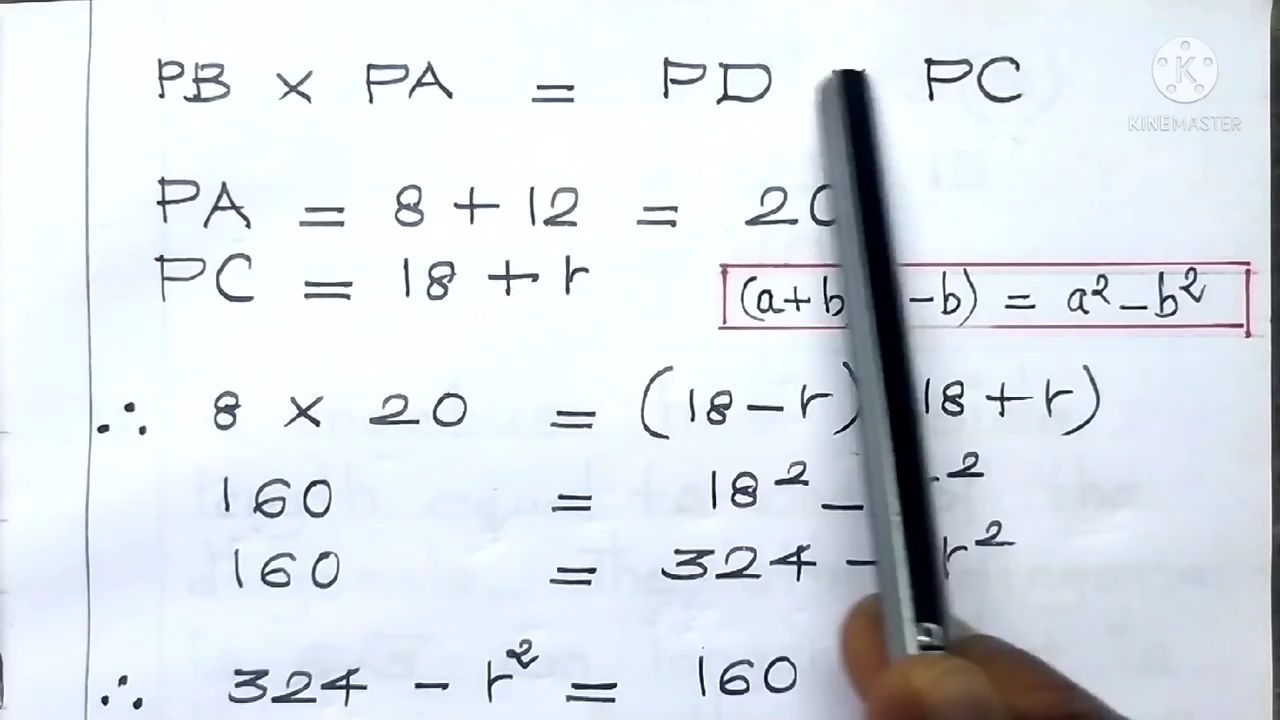 PB × PA = PD PC
KINEMASTER
PA = 8 + 12 = 20
PC = 18 + r
(a+b -b) = a² - b²
∴ 8 × 20 = (18 - r) 18 + r)
160 = 18² - ²
160 = 324 - r²
∴ 324 - r² = 160